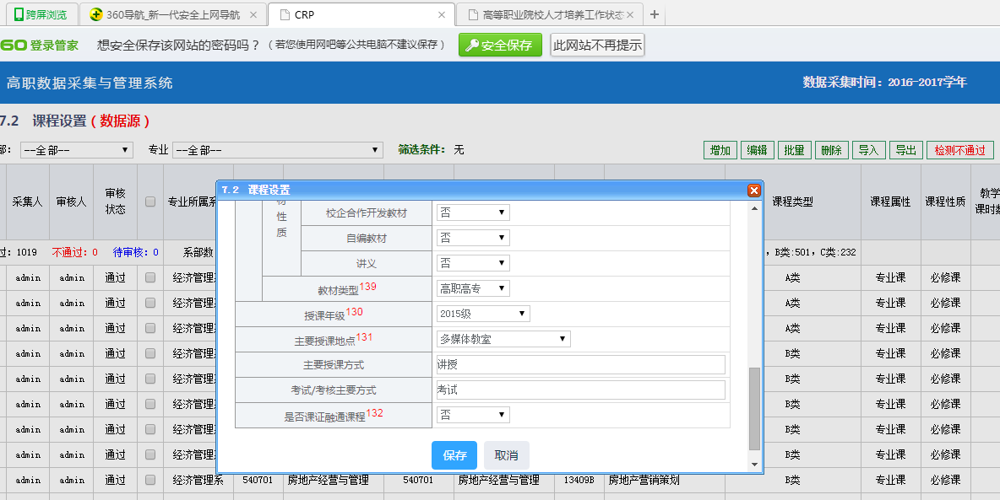 跨屏浏览 360导航_新一代安全上网导航 CRP 高等职业院校人才培养工作状态
60 登录管家 想安全保存该网站的密码吗？（若您使用网吧等公共电脑不建议保存） 安全保存 此网站不再提示
高职数据采集与管理系统 数据采集时间：2016-2017学年
7.2 课程设置（数据源）
部: --全部-- 专业 --全部-- 筛选条件： 无 增加 编辑 批量 删除 导入 导出 检测不通过
采集人 审核人 审核状态 专业所属系 课程类型 课程属性 课程性质 教学课时数
过: 1019 不通过: 0 待审核: 0 系部数 , B类:501, C类:232
admin admin 通过 经济管理系 A类 专业课 必修课
admin admin 通过 经济管理系 A类 专业课 必修课
admin admin 通过 经济管理系 A类 专业课 必修课
admin admin 通过 经济管理系 B类 专业课 必修课
admin admin 通过 经济管理系 B类 专业课 必修课
admin admin 通过 经济管理系 B类 专业课 必修课
admin admin 通过 经济管理系 B类 专业课 必修课
admin admin 通过 经济管理系 B类 专业课 必修课
admin admin 通过 经济管理系 540701 房地产经营与管理 540701 房地产经营与管理 13409B 房地产营销策划 B类 专业课 必修课
7.2 课程设置
材性质
校企合作开发教材 否
自编教材 否
讲义 否
教材类型139 高职高专
授课年级130 2015级
主要授课地点131 多媒体教室
主要授课方式 讲授
考试/考核主要方式 考试
是否课证融通课程132 否
保存 取消